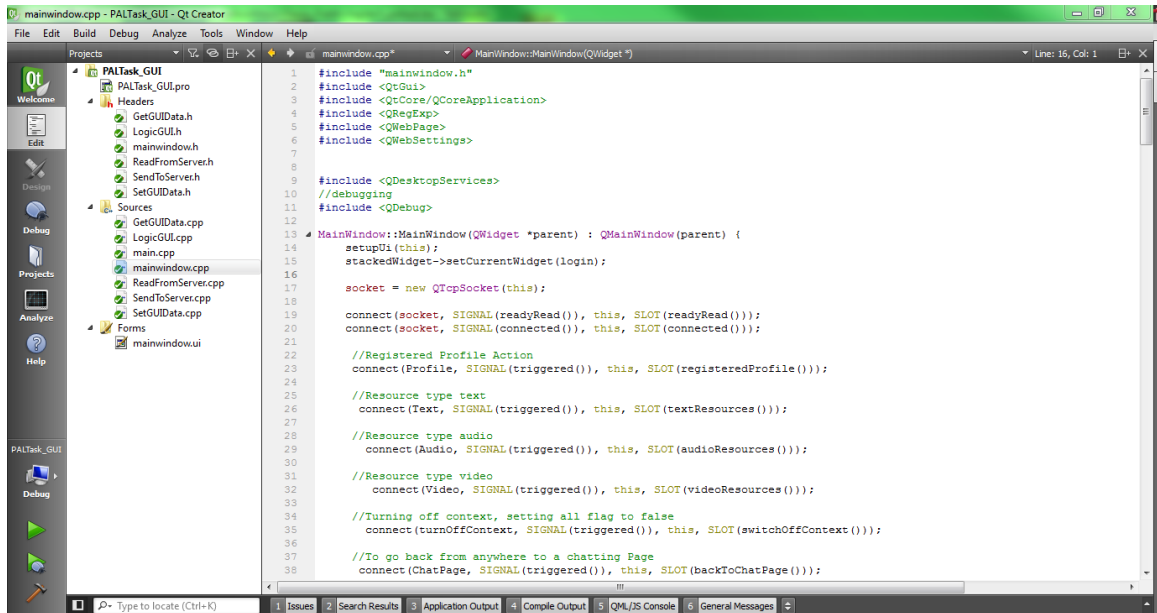 mainwindow.cpp - PALTask_GUI - Qt Creator
File Edit Build Debug Analyze Tools Window Help
Projects
mainwindow.cpp*
MainWindow::MainWindow(QWidget *)
Line: 16, Col: 1
Qt
Welcome
Edit
Design
Debug
Projects
Analyze
Help
PALTask_GUI
Debug
PALTask_GUI
PALTask_GUI.pro
Headers
GetGUIData.h
LogicGUI.h
mainwindow.h
ReadFromServer.h
SendToServer.h
SetGUIData.h
Sources
GetGUIData.cpp
LogicGUI.cpp
main.cpp
mainwindow.cpp
ReadFromServer.cpp
SendToServer.cpp
SetGUIData.cpp
Forms
mainwindow.ui
1 #include "mainwindow.h"
2 #include <QtGui>
3 #include <QtCore/QCoreApplication>
4 #include <QRegExp>
5 #include <QWebPage>
6 #include <QWebSettings>
7
8
9 #include <QDesktopServices>
10 //debugging
11 #include <QDebug>
12
13 MainWindow::MainWindow(QWidget *parent) : QMainWindow(parent) {
14 setupUi(this);
15 stackedWidget->setCurrentWidget(login);
16
17 socket = new QTcpSocket(this);
18
19 connect(socket, SIGNAL(readyRead()), this, SLOT(readyRead()));
20 connect(socket, SIGNAL(connected()), this, SLOT(connected()));
21
22 //Registered Profile Action
23 connect(Profile, SIGNAL(triggered()), this, SLOT(registeredProfile()));
24
25 //Resource type text
26 connect(Text, SIGNAL(triggered()), this, SLOT(textResources()));
27
28 //Resource type audio
29 connect(Audio, SIGNAL(triggered()), this, SLOT(audioResources()));
30
31 //Resource type video
32 connect(Video, SIGNAL(triggered()), this, SLOT(videoResources()));
33
34 //Turning off context, setting all flag to false
35 connect(turnOffContext, SIGNAL(triggered()), this, SLOT(switchOffContext()));
36
37 //To go back from anywhere to a chatting Page
38 connect(ChatPage, SIGNAL(triggered()), this, SLOT(backToChatPage()));
Type to locate (Ctrl+K)
1 Issues 2 Search Results 3 Application Output 4 Compile Output 5 QML/JS Console 6 General Messages